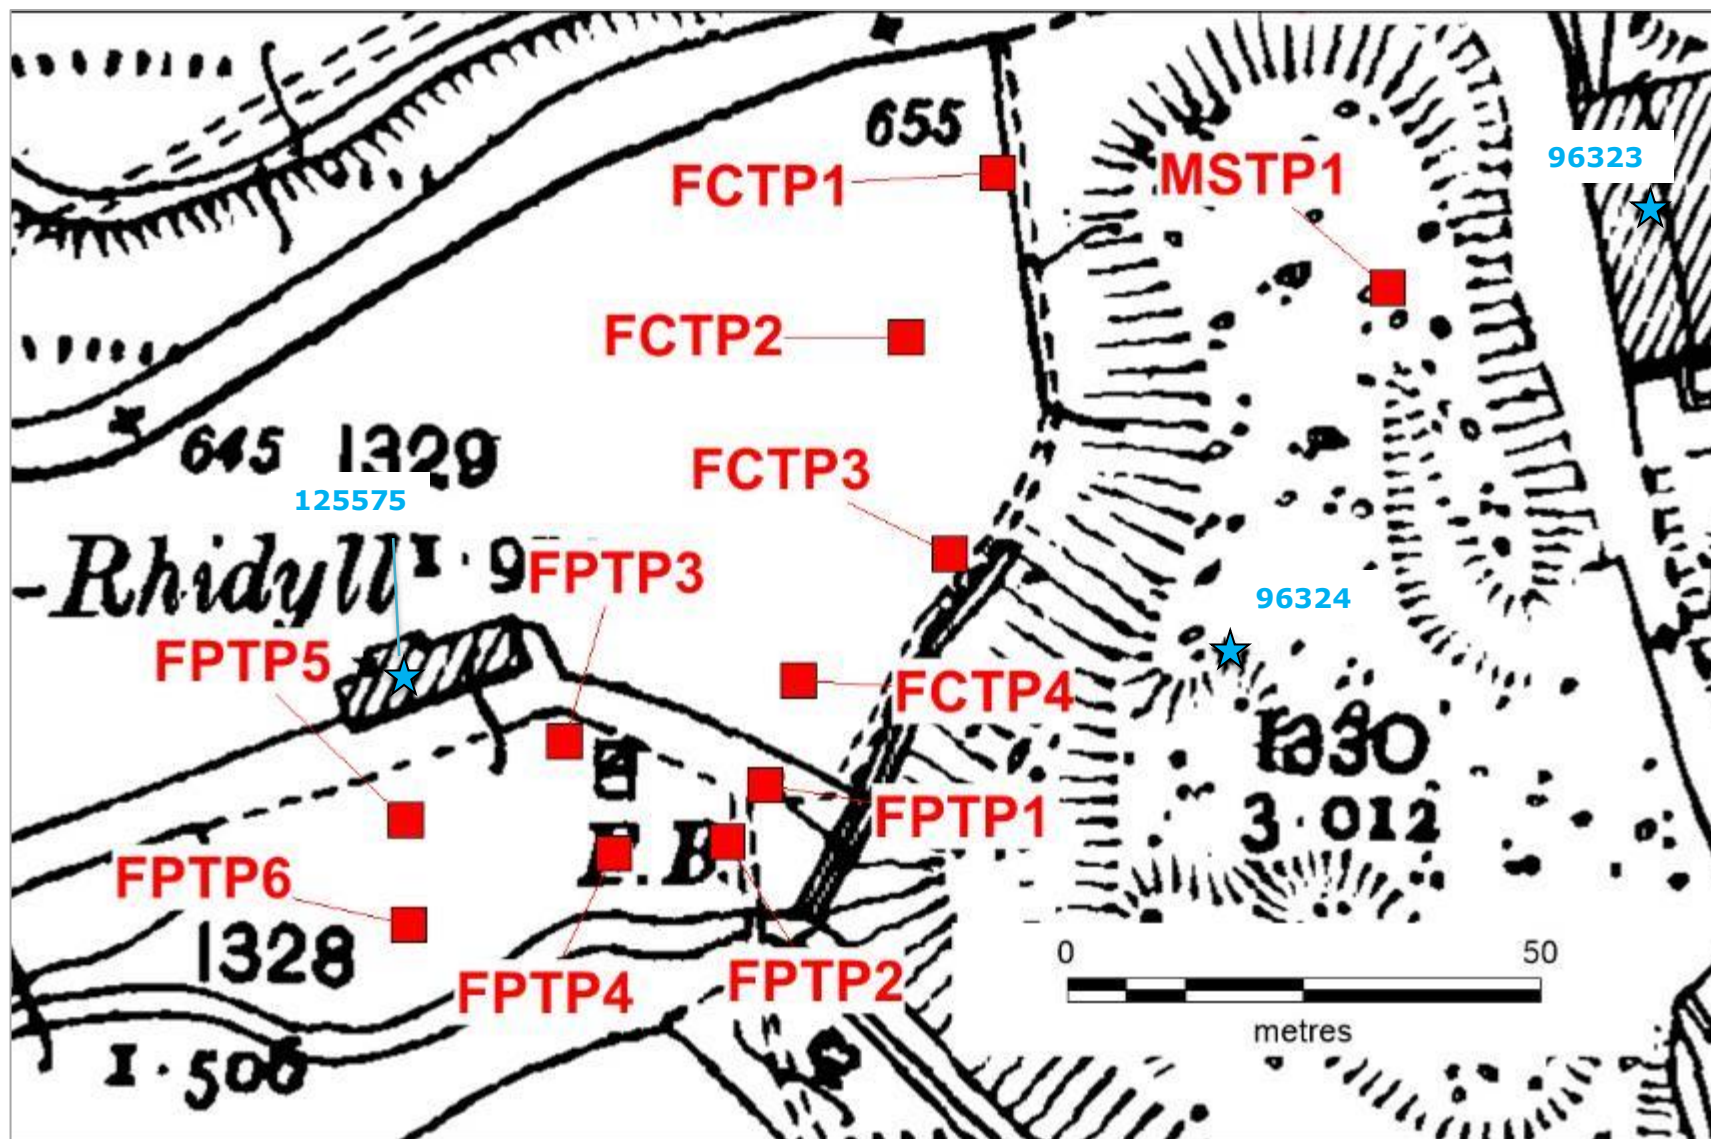 655
96323
FCTP1
MSTP1
FCTP2
645
1329
FCTP3
125575
-Rhidyll
1·9
FPTP3
96324
FPTP5
FCTP4
1330
FPTP1
3·012
F.B.
FPTP6
1328
0
50
FPTP4
FPTP2
metres
1·506